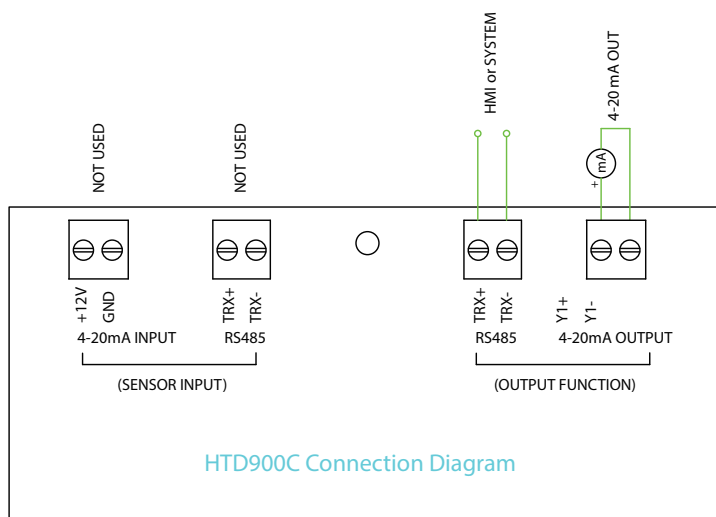 NOT USED
NOT USED
HMI or SYSTEM
4-20 mA OUT
+
mA
+12V
GND
TRX+
TRX-
TRX+
TRX-
Y1+
Y1-
4-20mA INPUT
RS485
RS485
4-20mA OUTPUT
(SENSOR INPUT)
(OUTPUT FUNCTION)
HTD900C Connection Diagram